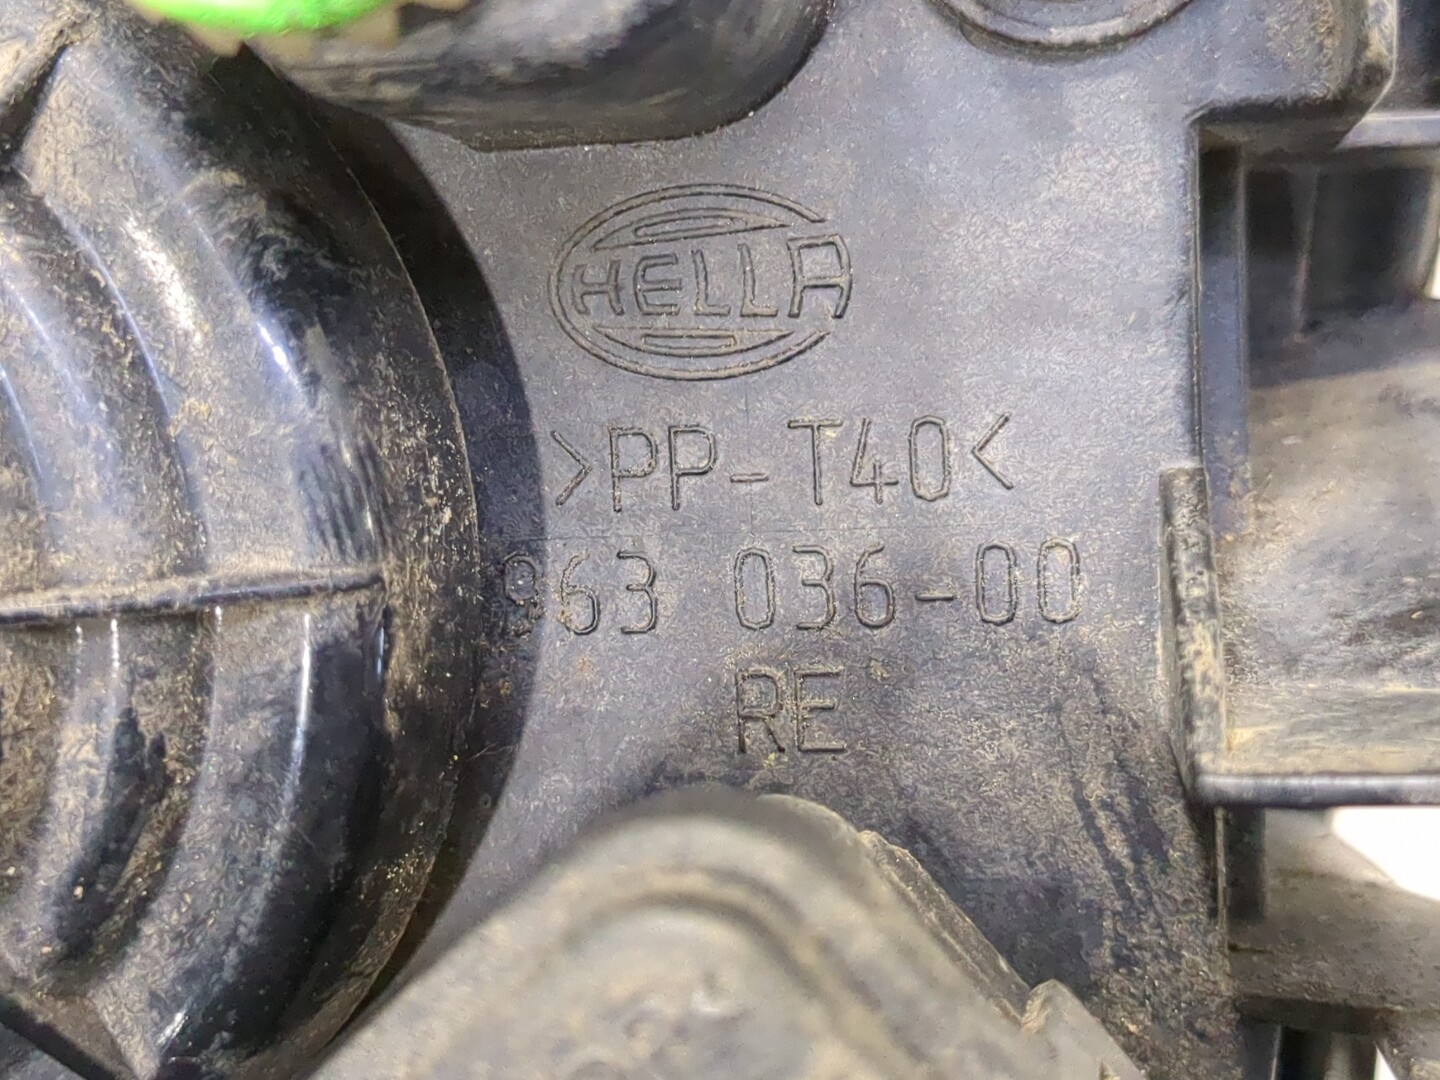 HELLA
>PP-T40<
963 036-00
RE